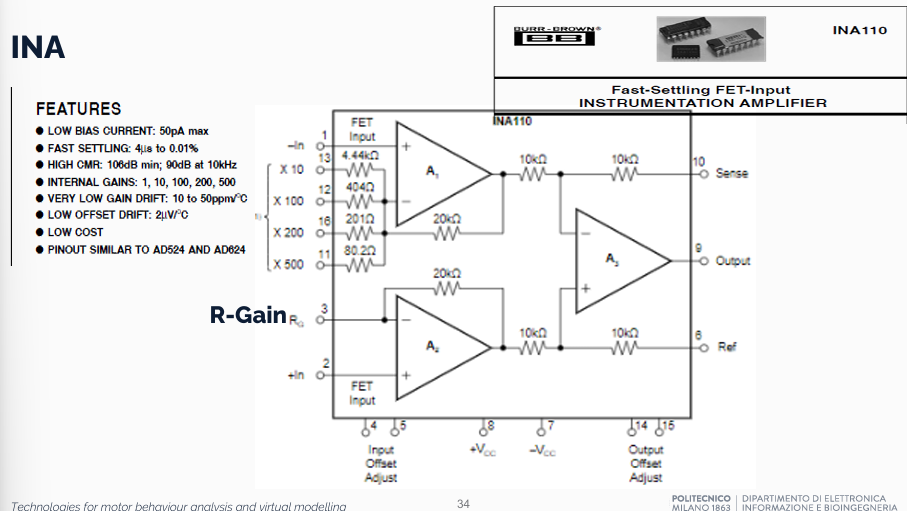 INA
BURR-BROWN®
BB
INA110
Fast-Settling FET-Input
INSTRUMENTATION AMPLIFIER
FEATURES
● LOW BIAS CURRENT: 50pA max
● FAST SETTLING: 4µs to 0.01%
● HIGH CMR: 106dB min; 90dB at 10kHz
● INTERNAL GAINS: 1, 10, 100, 200, 500
● VERY LOW GAIN DRIFT: 10 to 50ppm/°C
● LOW OFFSET DRIFT: 2µV/°C
● LOW COST
● PINOUT SIMILAR TO AD524 AND AD624
INA110
FET
Input
–In 1
X 10 13 4.44kΩ
X 100 12 404Ω
X 200 16 201Ω
X 500 11 80.2Ω
A1
20kΩ
10kΩ
10kΩ
10 Sense
A3
9 Output
20kΩ
R-Gain
RG 3
A2
10kΩ
10kΩ
6 Ref
+In 2
FET
Input
4 5
Input
Offset
Adjust
8
+VCC
7
–VCC
14 15
Output
Offset
Adjust
Technologies for motor behaviour analysis and virtual modelling
34
POLITECNICO
MILANO 1863
DIPARTIMENTO DI ELETTRONICA
INFORMAZIONE E BIOINGEGNERIA